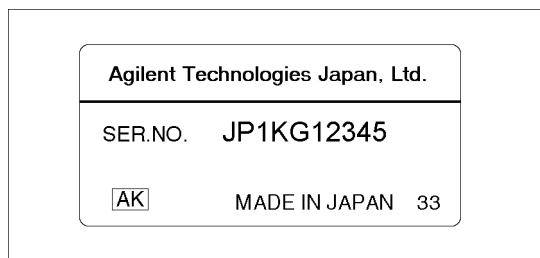 Agilent Technologies Japan, Ltd.
SER.NO. JP1KG12345
AK MADE IN JAPAN 33